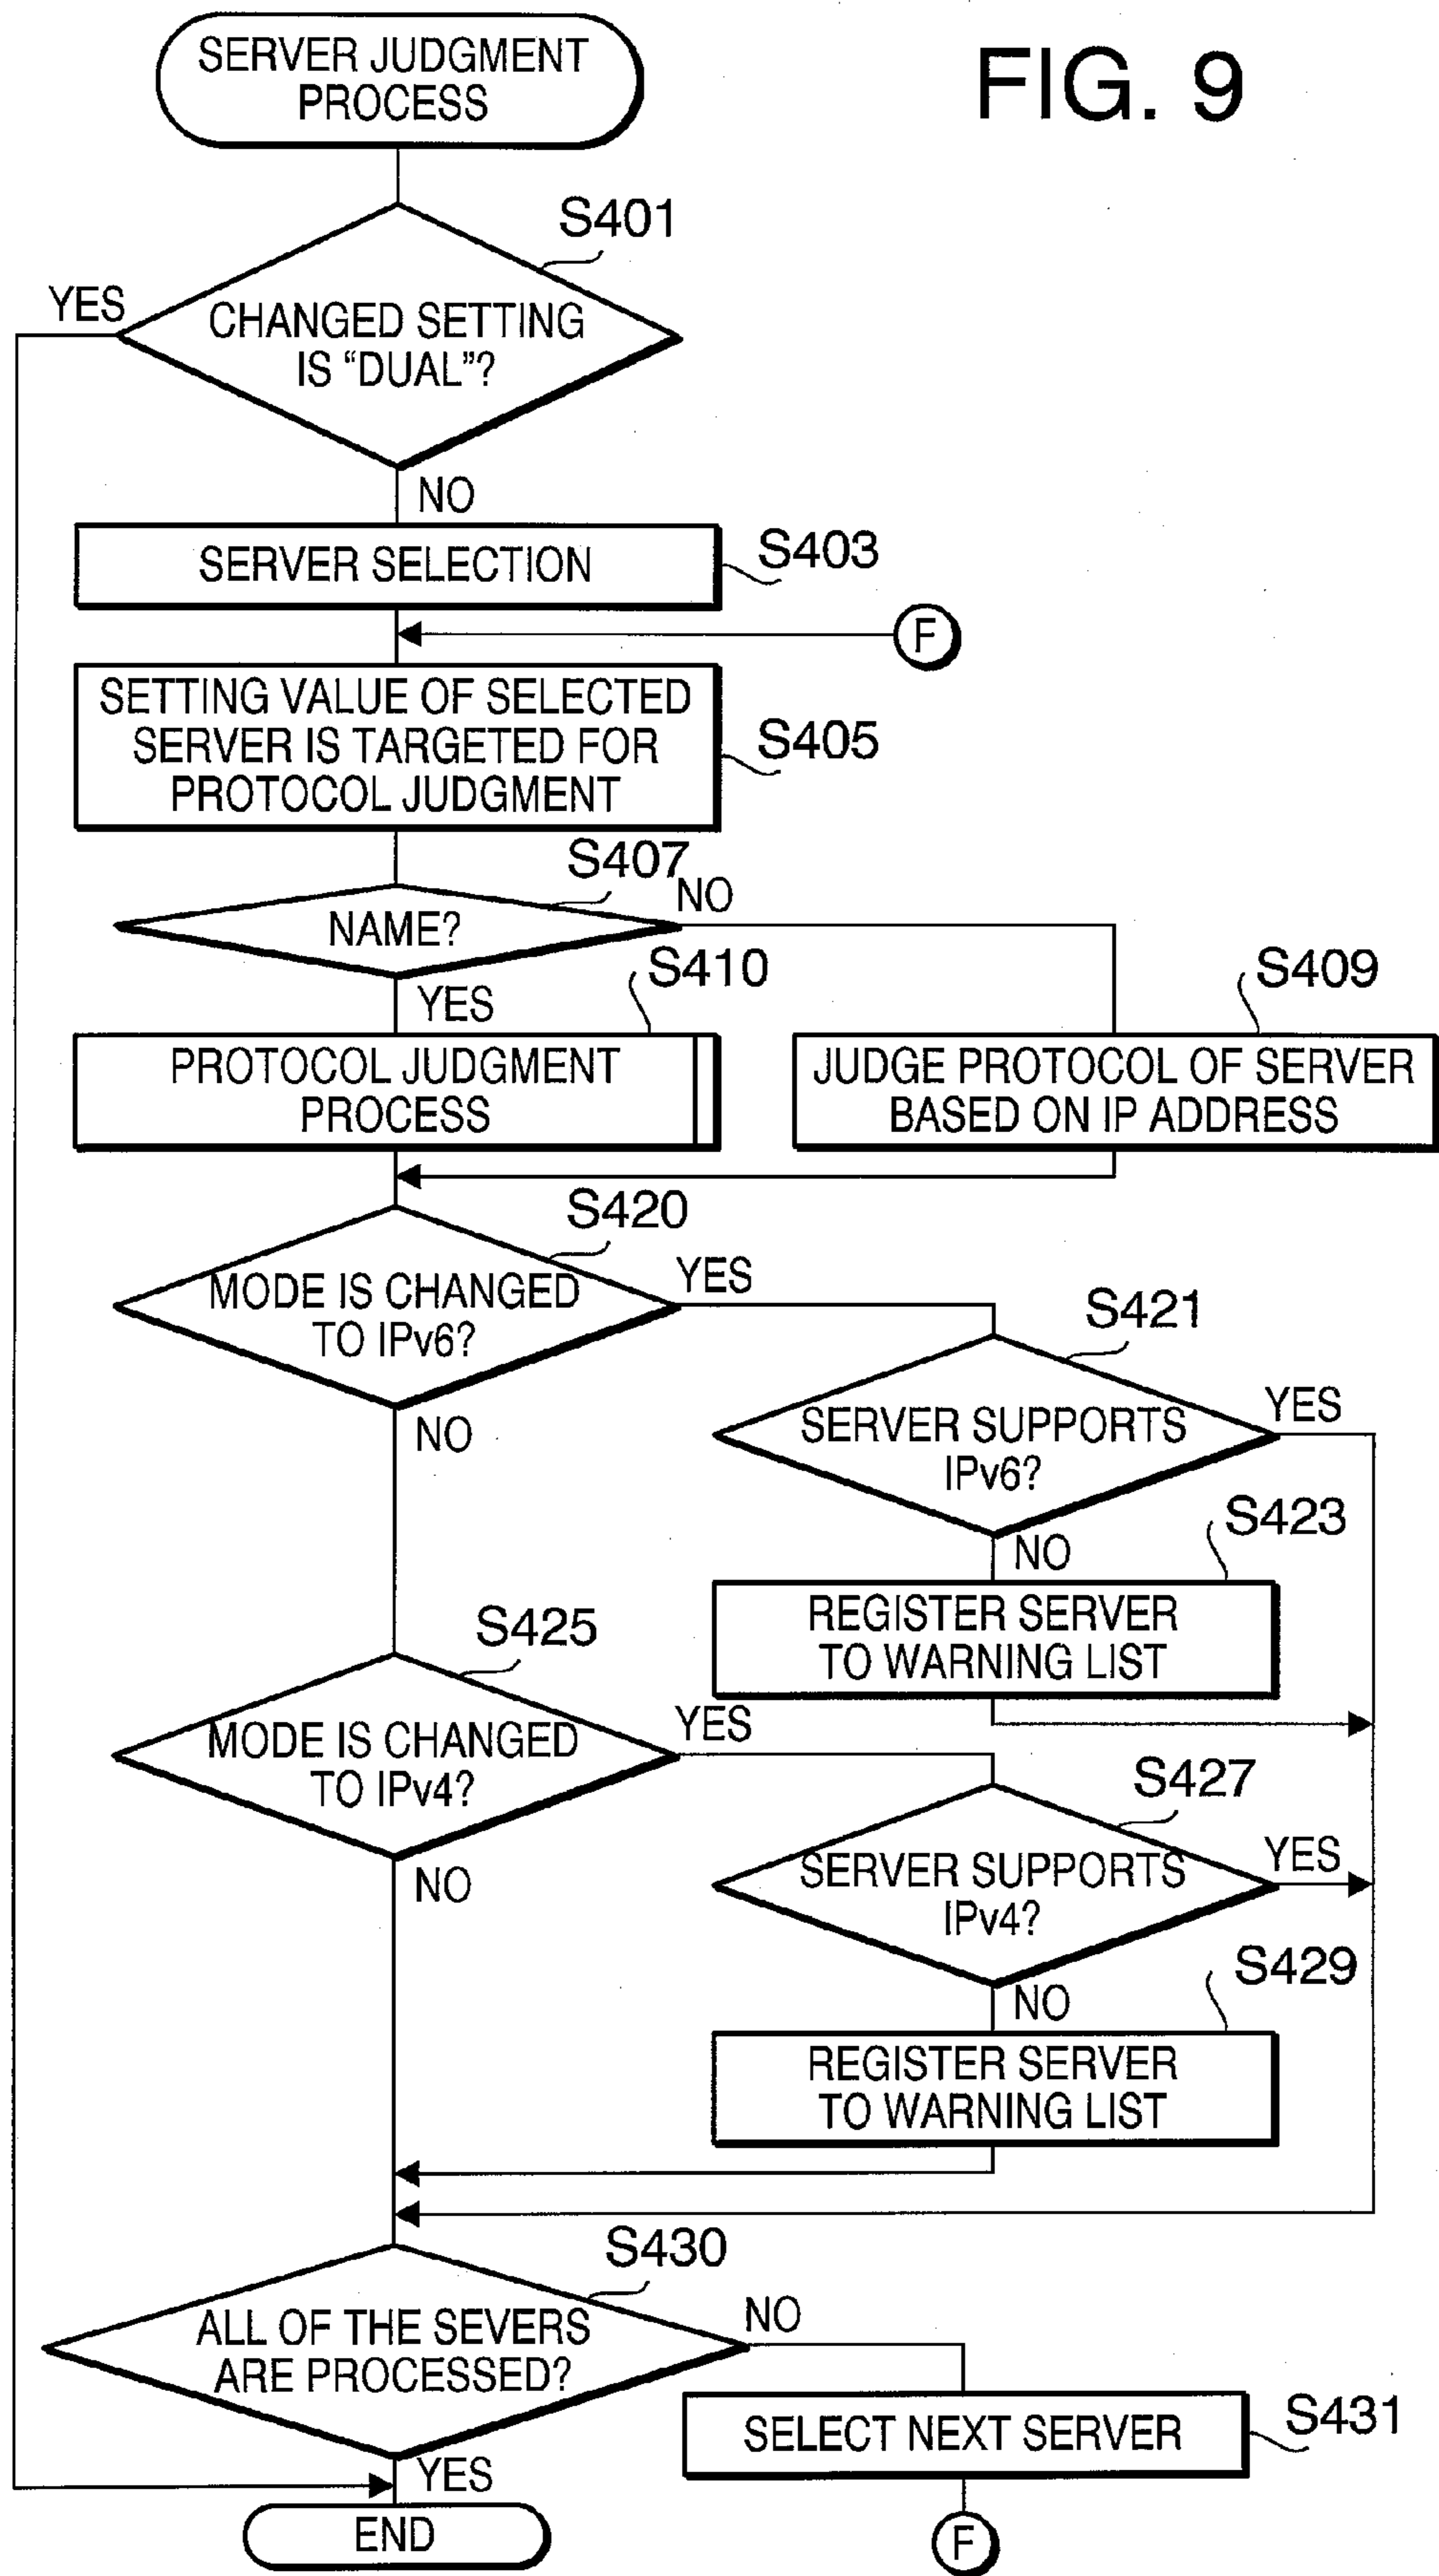 SERVER JUDGMENT
PROCESS
FIG. 9
S401
YES
CHANGED SETTING
IS “DUAL”?
NO
SERVER SELECTION
S403
F
SETTING VALUE OF SELECTED
SERVER IS TARGETED FOR
PROTOCOL JUDGMENT
S405
S407
NO
NAME?
YES
S410
S409
PROTOCOL JUDGMENT
PROCESS
JUDGE PROTOCOL OF SERVER
BASED ON IP ADDRESS
S420
YES
MODE IS CHANGED
TO IPv6?
NO
S421
YES
SERVER SUPPORTS
IPv6?
NO
S423
REGISTER SERVER
TO WARNING LIST
S425
YES
MODE IS CHANGED
TO IPv4?
NO
S427
YES
SERVER SUPPORTS
IPv4?
NO
S429
REGISTER SERVER
TO WARNING LIST
S430
NO
ALL OF THE SEVERS
ARE PROCESSED?
YES
SELECT NEXT SERVER
S431
END
F